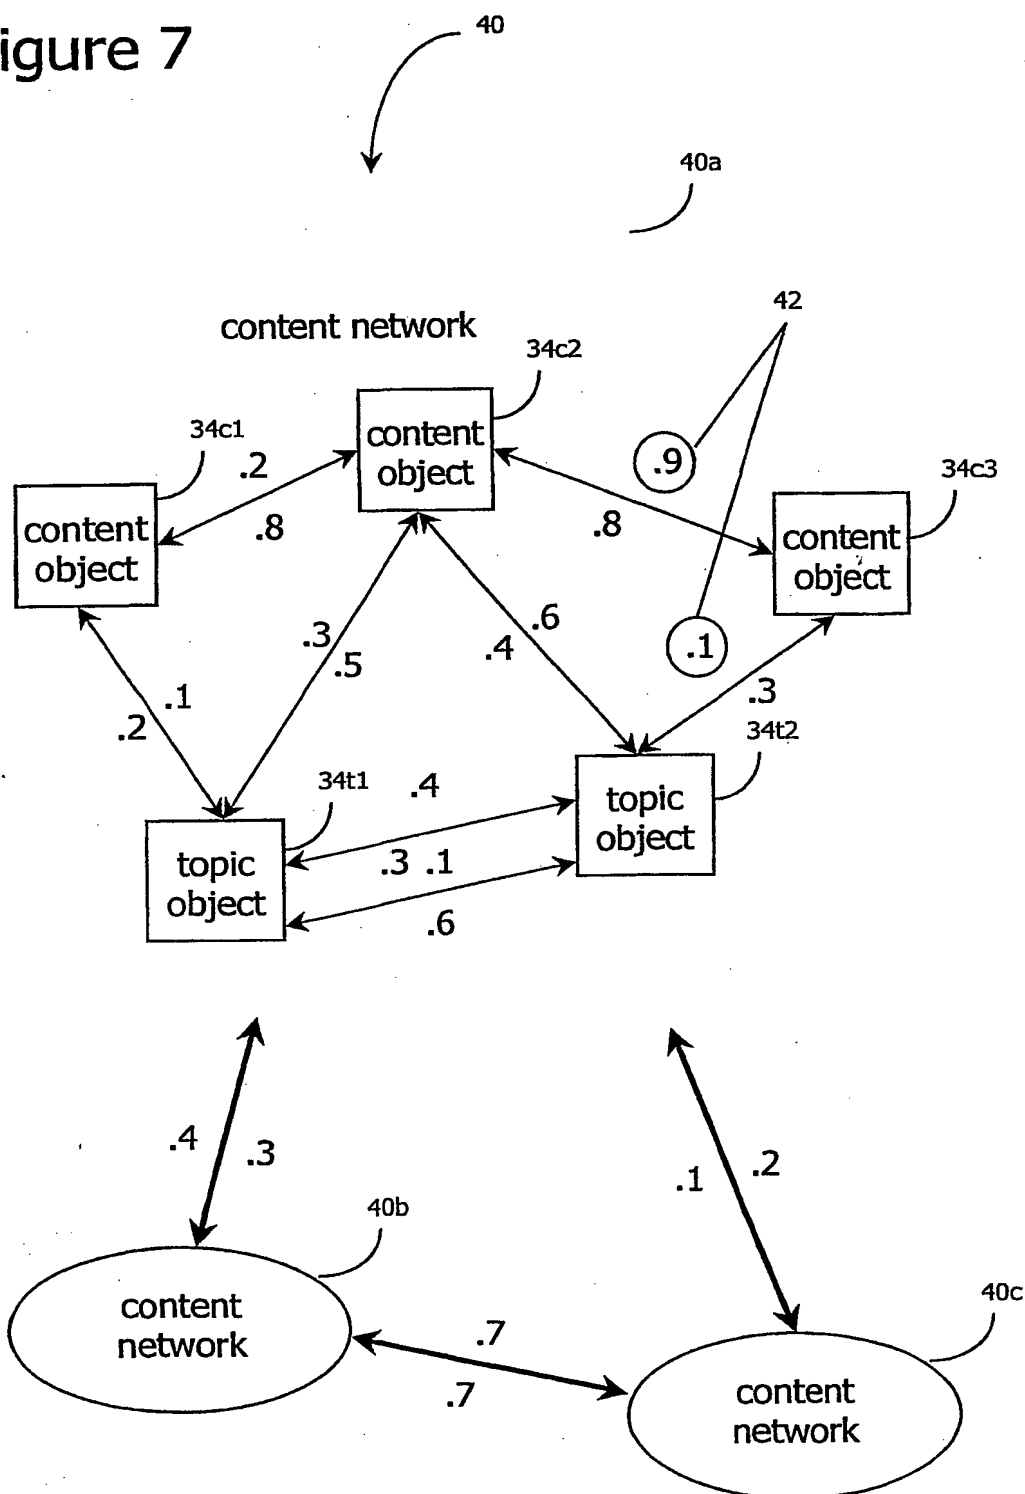 igure 7
40
40a
42
content network
34c2
34c1
content
object
.2
.8
content
object
.9
.8
34c3
content
object
.3
.5
.6
.4
.1
.3
.1
.2
34t2
34t1
.4
topic
object
.3 .1
topic
object
.6
.4
.3
.2
.1
40b
content
network
40c
.7
.7
content
network